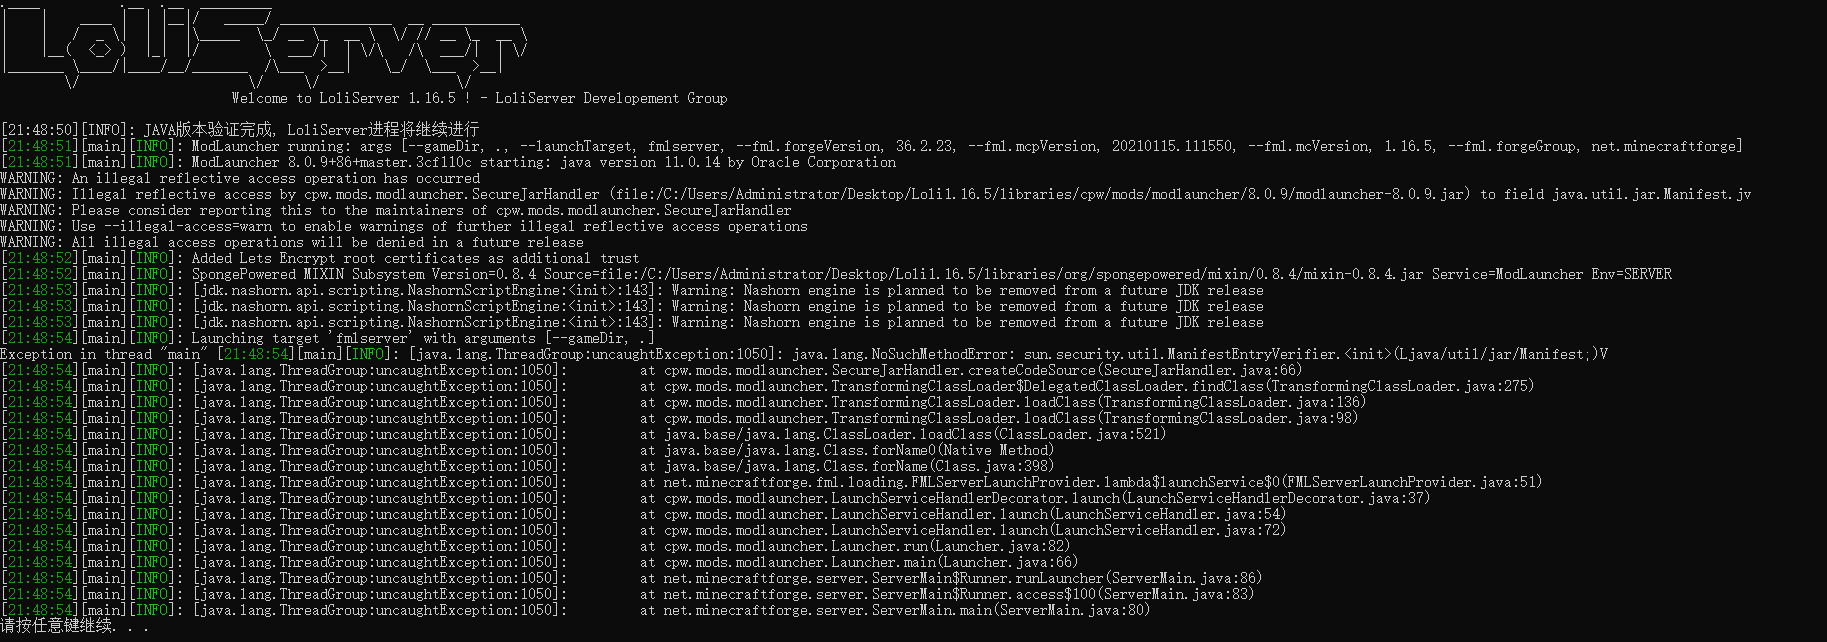 Welcome to LoliServer 1.16.5 ! - LoliServer Developement Group
[21:48:50][INFO]: JAVA版本验证完成, LoliServer进程将继续进行
[21:48:51][main][INFO]: ModLauncher running: args [--gameDir, ., --launchTarget, fmlserver, --fml.forgeVersion, 36.2.23, --fml.mcpVersion, 20210115.111550, --fml.mcVersion, 1.16.5, --fml.forgeGroup, net.minecraftforge]
[21:48:51][main][INFO]: ModLauncher 8.0.9+86+master.3cf110c starting: java version 11.0.14 by Oracle Corporation
WARNING: An illegal reflective access operation has occurred
WARNING: Illegal reflective access by cpw.mods.modlauncher.SecureJarHandler (file:/C:/Users/Administrator/Desktop/Loli1.16.5/libraries/cpw/mods/modlauncher/8.0.9/modlauncher-8.0.9.jar) to field java.util.jar.Manifest.jv
WARNING: Please consider reporting this to the maintainers of cpw.mods.modlauncher.SecureJarHandler
WARNING: Use --illegal-access=warn to enable warnings of further illegal reflective access operations
WARNING: All illegal access operations will be denied in a future release
[21:48:52][main][INFO]: Added Lets Encrypt root certificates as additional trust
[21:48:52][main][INFO]: SpongePowered MIXIN Subsystem Version=0.8.4 Source=file:/C:/Users/Administrator/Desktop/Loli1.16.5/libraries/org/spongepowered/mixin/0.8.4/mixin-0.8.4.jar Service=ModLauncher Env=SERVER
[21:48:53][main][INFO]: [jdk.nashorn.api.scripting.NashornScriptEngine:<init>:143]: Warning: Nashorn engine is planned to be removed from a future JDK release
[21:48:53][main][INFO]: [jdk.nashorn.api.scripting.NashornScriptEngine:<init>:143]: Warning: Nashorn engine is planned to be removed from a future JDK release
[21:48:53][main][INFO]: [jdk.nashorn.api.scripting.NashornScriptEngine:<init>:143]: Warning: Nashorn engine is planned to be removed from a future JDK release
[21:48:54][main][INFO]: Launching target 'fmlserver' with arguments [--gameDir, .]
Exception in thread "main" [21:48:54][main][INFO]: [java.lang.ThreadGroup:uncaughtException:1050]: java.lang.NoSuchMethodError: sun.security.util.ManifestEntryVerifier.<init>(Ljava/util/jar/Manifest;)V
[21:48:54][main][INFO]: [java.lang.ThreadGroup:uncaughtException:1050]: at cpw.mods.modlauncher.SecureJarHandler.createCodeSource(SecureJarHandler.java:66)
[21:48:54][main][INFO]: [java.lang.ThreadGroup:uncaughtException:1050]: at cpw.mods.modlauncher.TransformingClassLoader$DelegatedClassLoader.findClass(TransformingClassLoader.java:275)
[21:48:54][main][INFO]: [java.lang.ThreadGroup:uncaughtException:1050]: at cpw.mods.modlauncher.TransformingClassLoader.loadClass(TransformingClassLoader.java:136)
[21:48:54][main][INFO]: [java.lang.ThreadGroup:uncaughtException:1050]: at cpw.mods.modlauncher.TransformingClassLoader.loadClass(TransformingClassLoader.java:98)
[21:48:54][main][INFO]: [java.lang.ThreadGroup:uncaughtException:1050]: at java.base/java.lang.ClassLoader.loadClass(ClassLoader.java:521)
[21:48:54][main][INFO]: [java.lang.ThreadGroup:uncaughtException:1050]: at java.base/java.lang.Class.forName0(Native Method)
[21:48:54][main][INFO]: [java.lang.ThreadGroup:uncaughtException:1050]: at java.base/java.lang.Class.forName(Class.java:398)
[21:48:54][main][INFO]: [java.lang.ThreadGroup:uncaughtException:1050]: at net.minecraftforge.fml.loading.FMLServerLaunchProvider.lambda$launchService$0(FMLServerLaunchProvider.java:51)
[21:48:54][main][INFO]: [java.lang.ThreadGroup:uncaughtException:1050]: at cpw.mods.modlauncher.LaunchServiceHandlerDecorator.launch(LaunchServiceHandlerDecorator.java:37)
[21:48:54][main][INFO]: [java.lang.ThreadGroup:uncaughtException:1050]: at cpw.mods.modlauncher.LaunchServiceHandler.launch(LaunchServiceHandler.java:54)
[21:48:54][main][INFO]: [java.lang.ThreadGroup:uncaughtException:1050]: at cpw.mods.modlauncher.LaunchServiceHandler.launch(LaunchServiceHandler.java:72)
[21:48:54][main][INFO]: [java.lang.ThreadGroup:uncaughtException:1050]: at cpw.mods.modlauncher.Launcher.run(Launcher.java:82)
[21:48:54][main][INFO]: [java.lang.ThreadGroup:uncaughtException:1050]: at cpw.mods.modlauncher.Launcher.main(Launcher.java:66)
[21:48:54][main][INFO]: [java.lang.ThreadGroup:uncaughtException:1050]: at net.minecraftforge.server.ServerMain$Runner.runLauncher(ServerMain.java:86)
[21:48:54][main][INFO]: [java.lang.ThreadGroup:uncaughtException:1050]: at net.minecraftforge.server.ServerMain$Runner.access$100(ServerMain.java:83)
[21:48:54][main][INFO]: [java.lang.ThreadGroup:uncaughtException:1050]: at net.minecraftforge.server.ServerMain.main(ServerMain.java:80)
请按任意键继续. . .